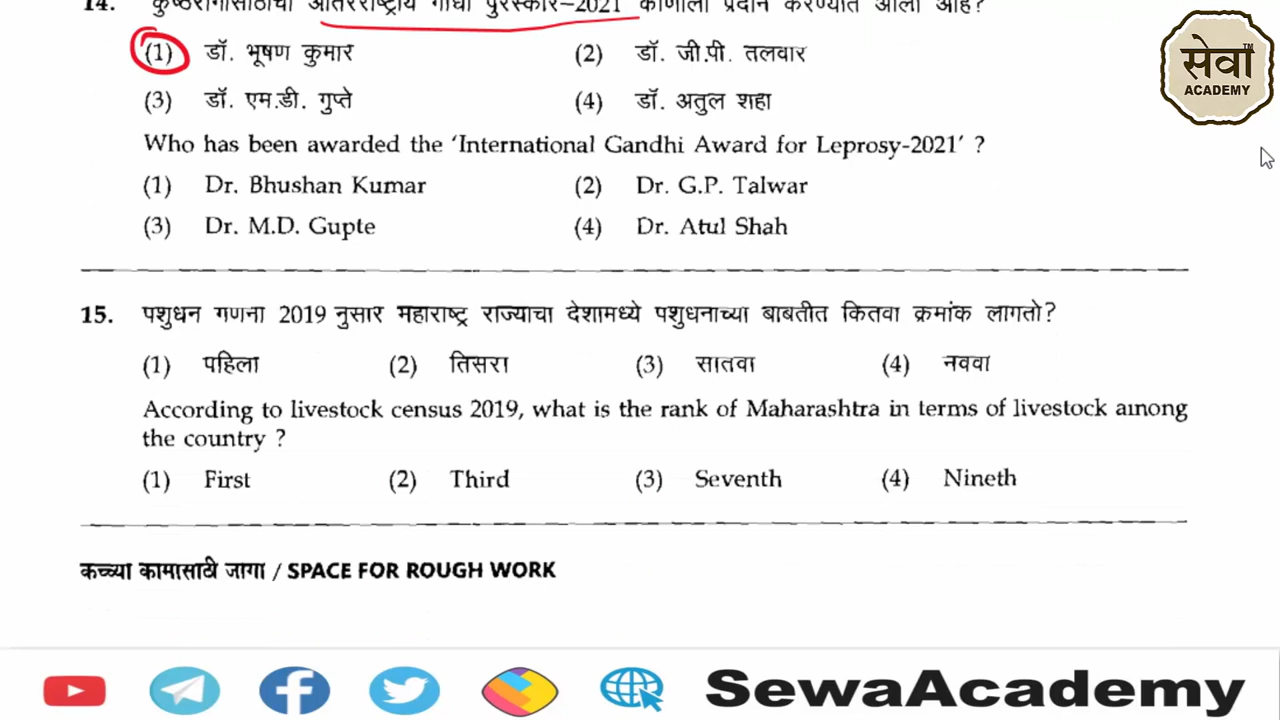 14. कुष्ठरोगासाठीचा आंतरराष्ट्रीय गांधी पुरस्कार-2021 कोणाला प्रदान करण्यात आला आहे?
(1) डॉ. भूषण कुमार (2) डॉ. जी.पी. तलवार
(3) डॉ. एम.डी. गुप्ते (4) डॉ. अतुल शहा
Who has been awarded the ‘International Gandhi Award for Leprosy-2021’ ?
(1) Dr. Bhushan Kumar (2) Dr. G.P. Talwar
(3) Dr. M.D. Gupte (4) Dr. Atul Shah
15. पशुधन गणना 2019 नुसार महाराष्ट्र राज्याचा देशामध्ये पशुधनाच्या बाबतीत कितवा क्रमांक लागतो?
(1) पहिला (2) तिसरा (3) सातवा (4) नववा
According to livestock census 2019, what is the rank of Maharashtra in terms of livestock among
the country ?
(1) First (2) Third (3) Seventh (4) Nineth
कच्च्या कामासाठी जागा / SPACE FOR ROUGH WORK
सेवा
TM
ACADEMY
SewaAcademy